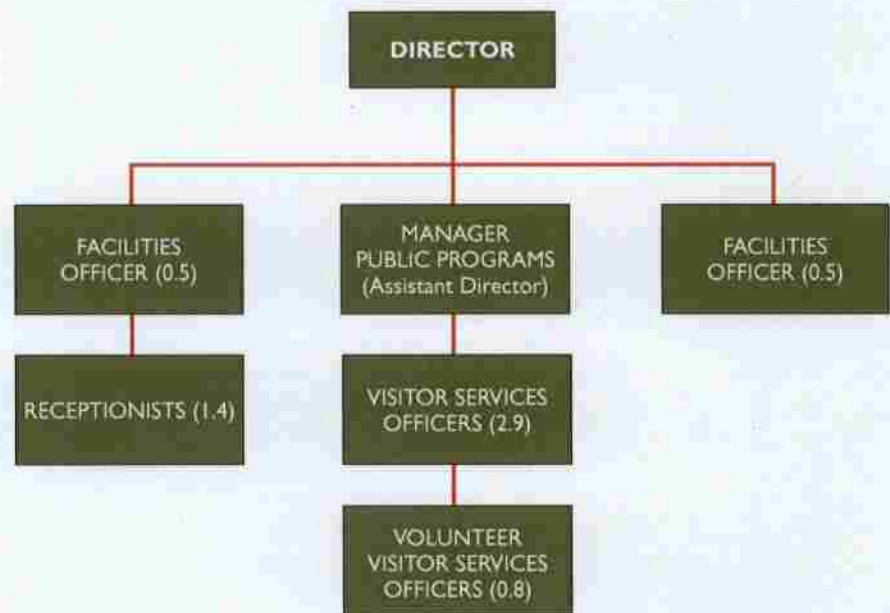 DIRECTOR
FACILITIES
OFFICER (0.5)
MANAGER
PUBLIC PROGRAMS
(Assistant Director)
FACILITIES
OFFICER (0.5)
RECEPTIONISTS (1.4)
VISITOR SERVICES
OFFICERS (2.9)
VOLUNTEER
VISITOR SERVICES
OFFICERS (0.8)